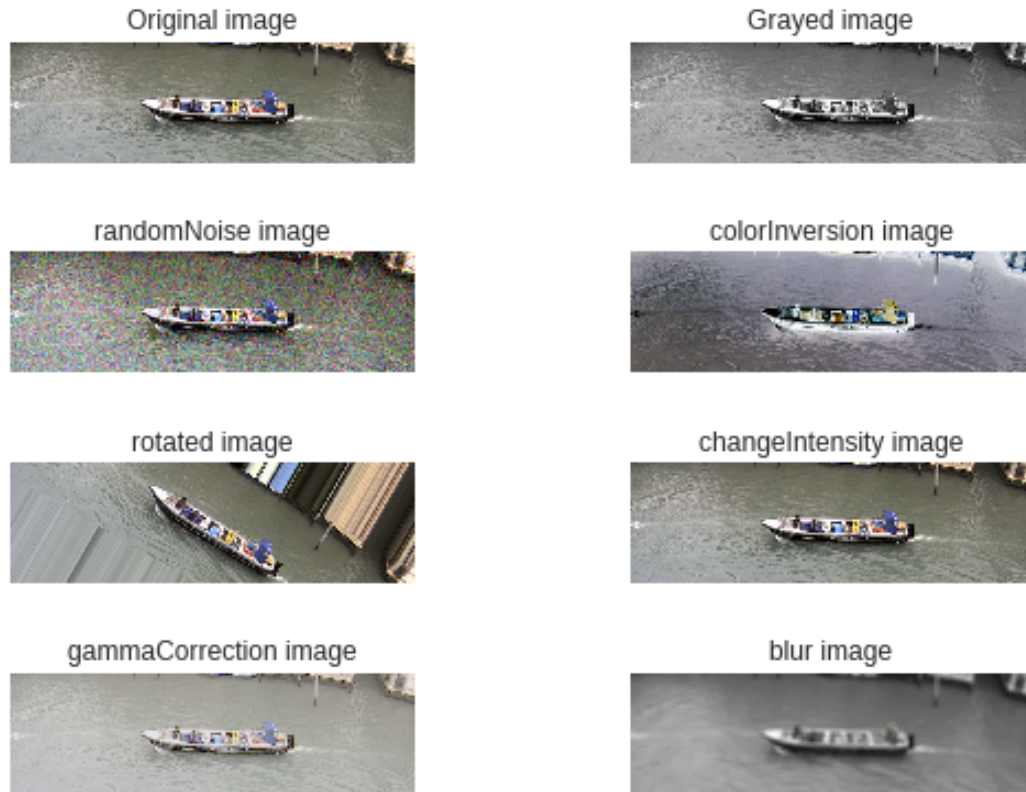 Original image
Grayed image
randomNoise image
colorInversion image
rotated image
changeIntensity image
gammaCorrection image
blur image